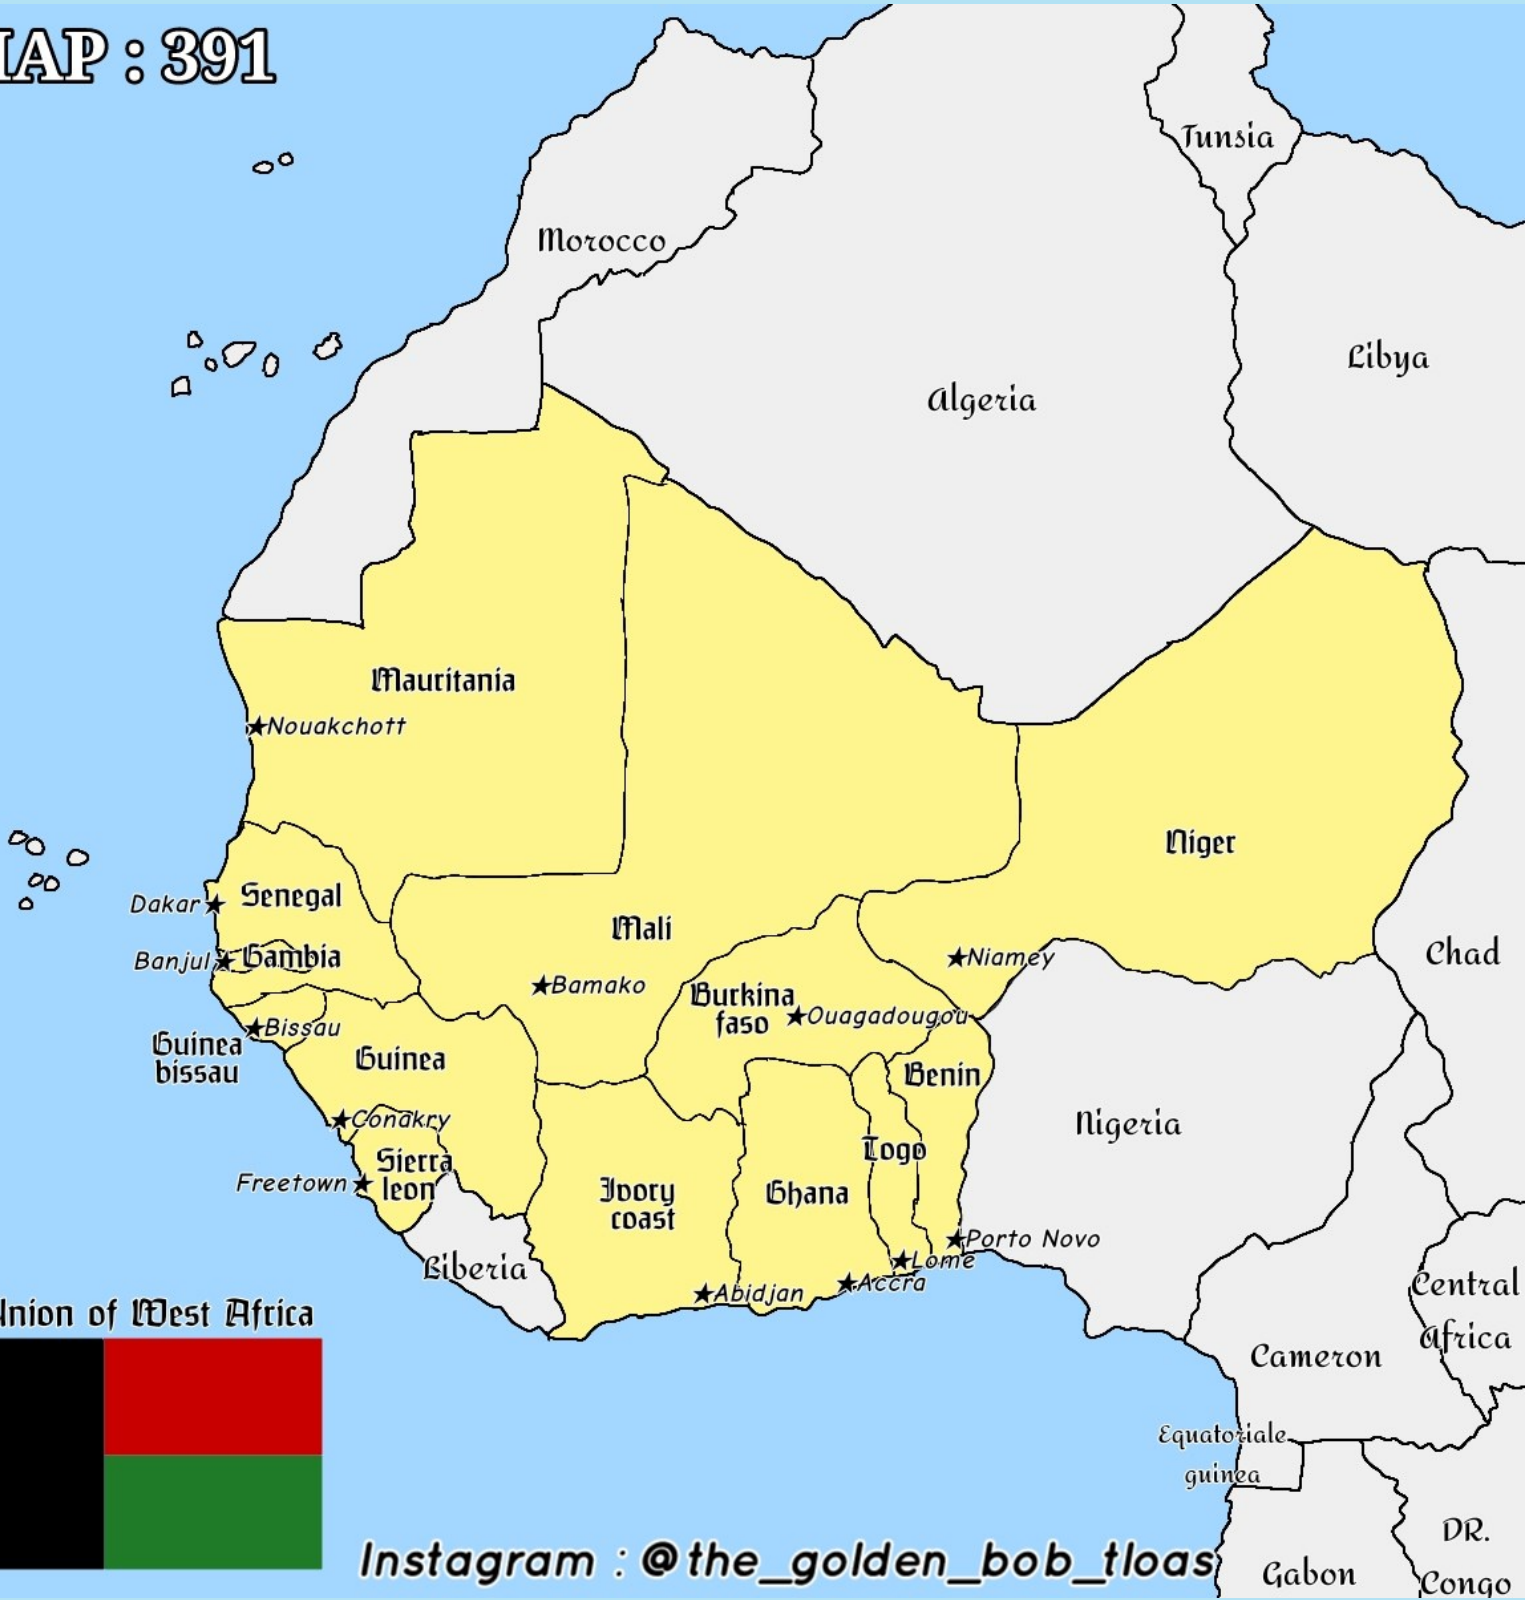 MAP : 391
Tunsia
Morocco
Libya
Algeria
Mauritania
Nouakchott
Niger
Senegal
Dakar
Mali
Gambia
Banjul
Niamey
Chad
Bamako
Burkina
faso
Ouagadougou
Bissau
Guinea
bissau
Guinea
Benin
Conakry
Nigeria
Togo
Sierra
leon
Freetown
Ivory
coast
Ghana
Porto Novo
Lome
Liberia
Accra
Abidjan
Central
Africa
Union of West Africa
Cameron
Equatoriale
guinea
DR.
Congo
Gabon
Instagram : @the_golden_bob_tloas